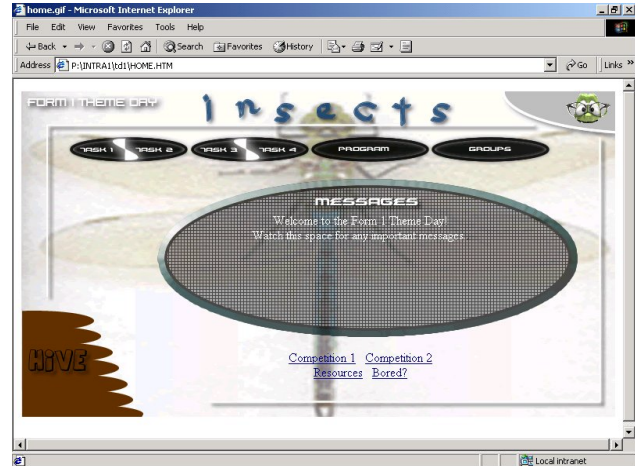 home.gif - Microsoft Internet Explorer
File Edit View Favorites Tools Help
Back Search Favorites History
Address P:\INTRA1\td1\HOME.HTM Go Links »
FORM 1 THEME DAY
Insects
TASK 1 TASK 2 TASK 3 TASK 4 PROGRAM GROUPS
MESSAGES
Welcome to the Form 1 Theme Day!
Watch this space for any important messages
HIVE
Competition 1 Competition 2
Resources Bored?
Local intranet